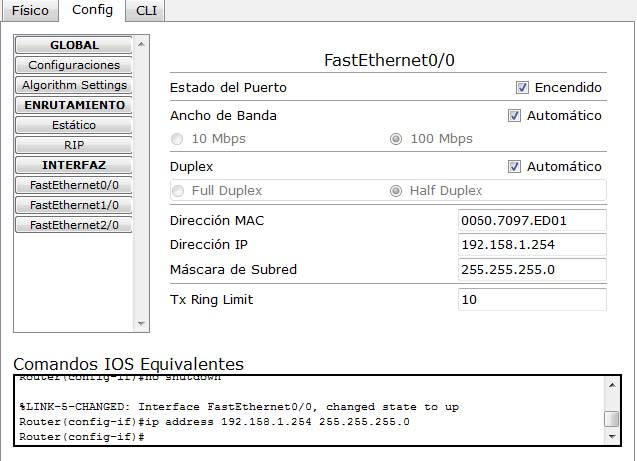 Físico Config CLI
GLOBAL
Configuraciones
Algorithm Settings
ENRUTAMIENTO
Estático
RIP
INTERFAZ
FastEthernet0/0
FastEthernet1/0
FastEthernet2/0
FastEthernet0/0
Estado del Puerto Encendido
Ancho de Banda Automático
10 Mbps 100 Mbps
Duplex Automático
Full Duplex Half Duplex
Dirección MAC 0060.7097.ED01
Dirección IP 192.158.1.254
Máscara de Subred 255.255.255.0
Tx Ring Limit 10
Comandos IOS Equivalentes
Router(config-if)#no shutdown
%LINK-5-CHANGED: Interface FastEthernet0/0, changed state to up
Router(config-if)#ip address 192.158.1.254 255.255.255.0
Router(config-if)#